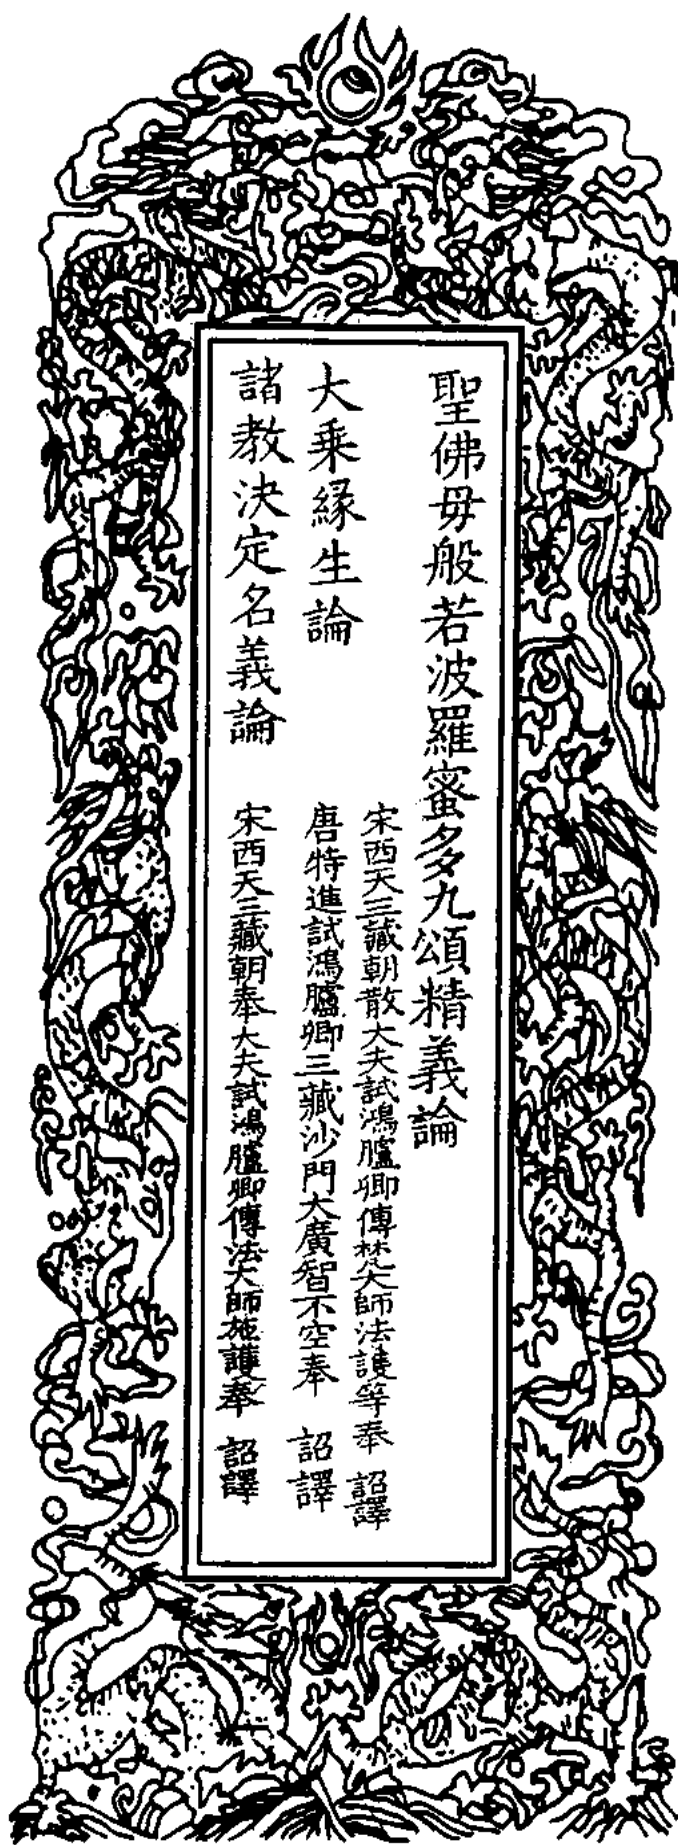 聖佛毋般若波羅蜜多九頌精義論
宋西天三藏朝散大夫試鴻臚卿傳梵大師法護等奉 詔譯
大乘緣生論
唐特進試鴻臚卿三藏沙門大廣智不空奉 詔譯
諸教決定名義論
宋西天三藏朝奉大夫試鴻臚卿傳法大師施護奉 詔譯